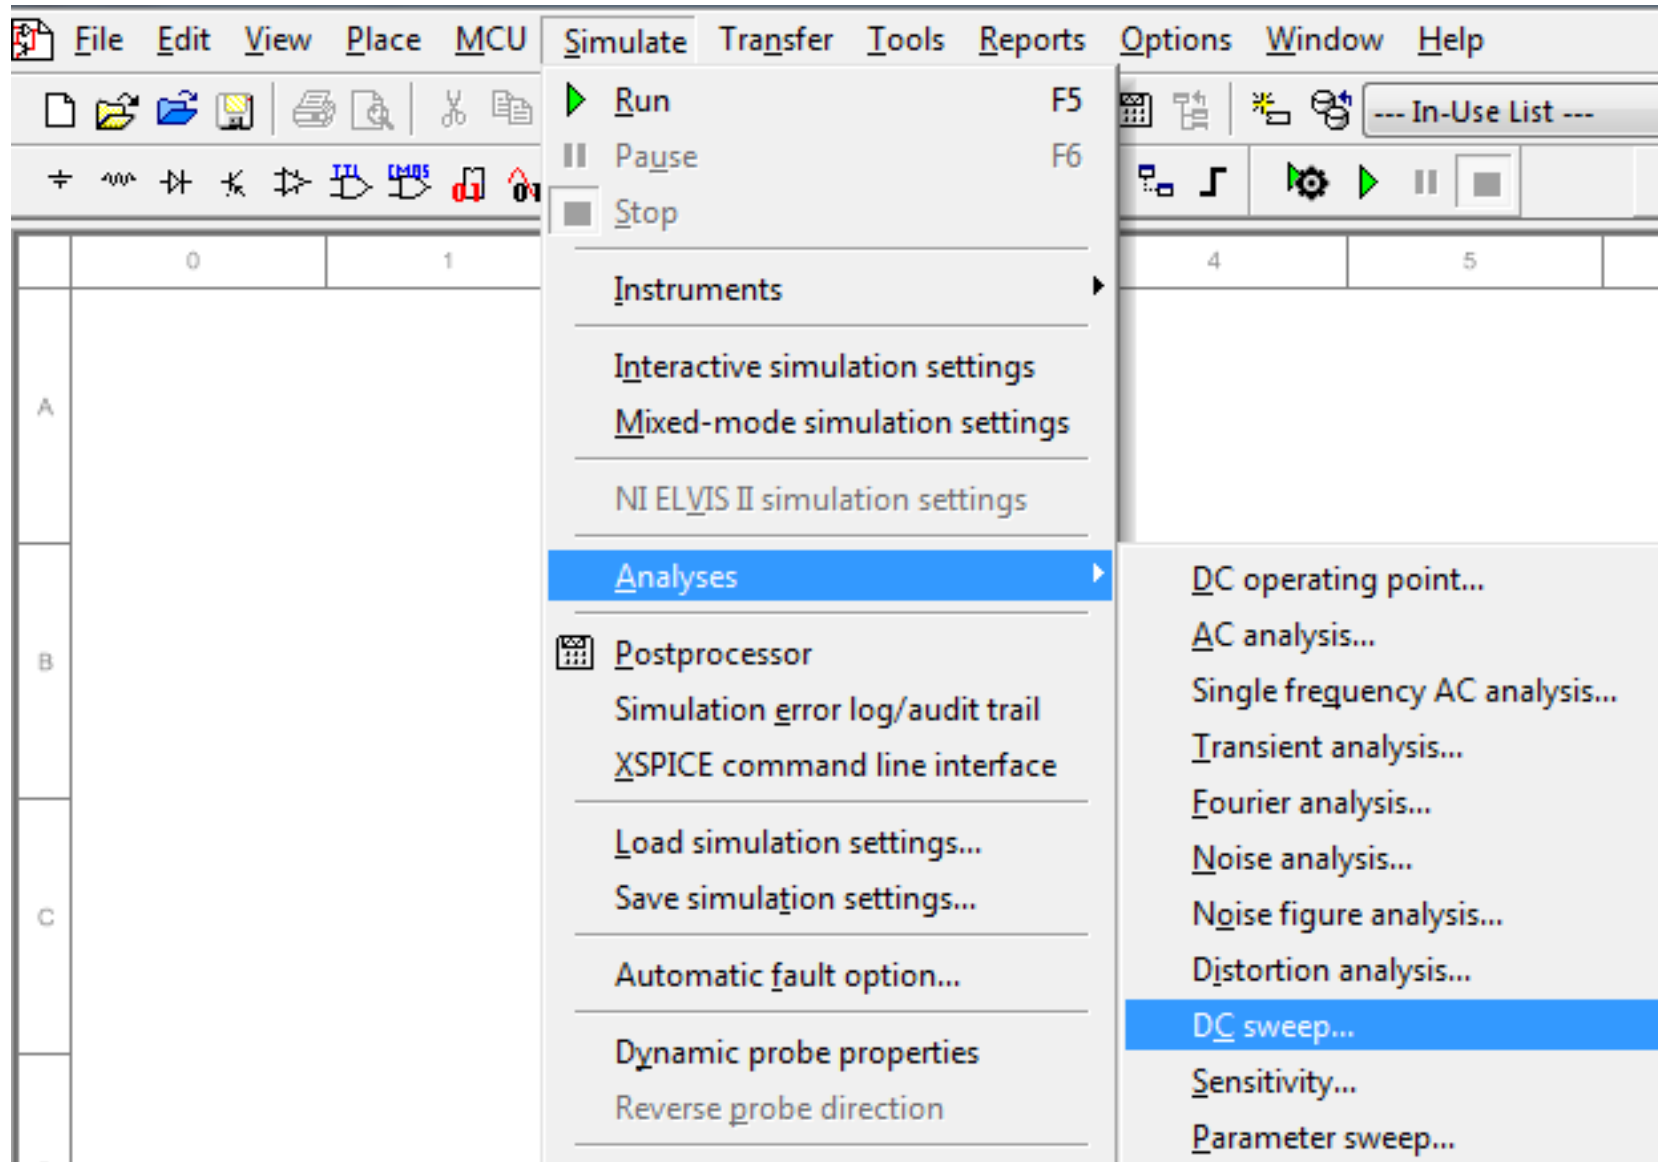 File Edit View Place MCU Simulate Transfer Tools Reports Options Window Help
--- In-Use List ---
TTL CMOS
0 1 4 5
A
B
C
Run F5
Pause F6
Stop
Instruments
Interactive simulation settings
Mixed-mode simulation settings
NI ELVIS II simulation settings
Analyses
Postprocessor
Simulation error log/audit trail
XSPICE command line interface
Load simulation settings...
Save simulation settings...
Automatic fault option...
Dynamic probe properties
Reverse probe direction
DC operating point...
AC analysis...
Single frequency AC analysis...
Transient analysis...
Fourier analysis...
Noise analysis...
Noise figure analysis...
Distortion analysis...
DC sweep...
Sensitivity...
Parameter sweep...